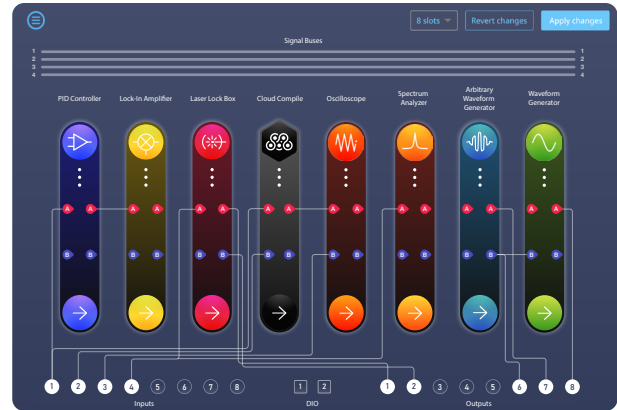 8 slots
Revert changes
Apply changes
Signal Buses
1 1
2 2
3 3
4 4
PID Controller
Lock-In Amplifier
Laser Lock Box
Cloud Compile
Oscilloscope
Spectrum
Analyzer
Arbitrary
Waveform
Generator
Waveform
Generator
A A A A A A A A A A A A A A A A
B B B B B B B B B B B B B B B B
1 2 3 4 5 6 7 8
1 2
1 2 3 4 5 6 7 8
Inputs
DIO
Outputs